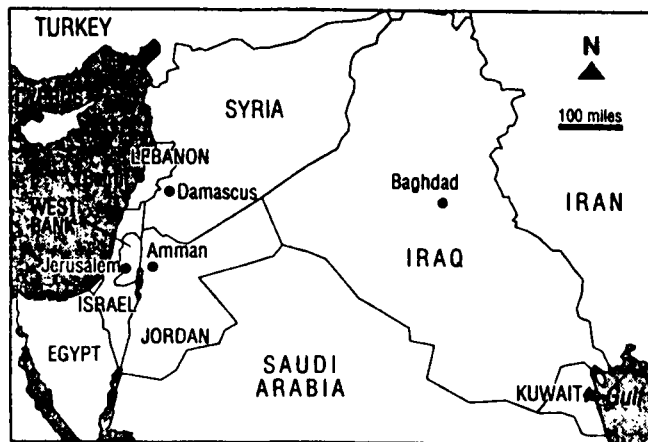 TURKEY
N
100 miles
SYRIA
LEBANON
Damascus
Baghdad
IRAN
WEST
BANK
Jerusalem
Amman
IRAQ
ISRAEL
JORDAN
EGYPT
SAUDI
ARABIA
KUWAIT
Gulf